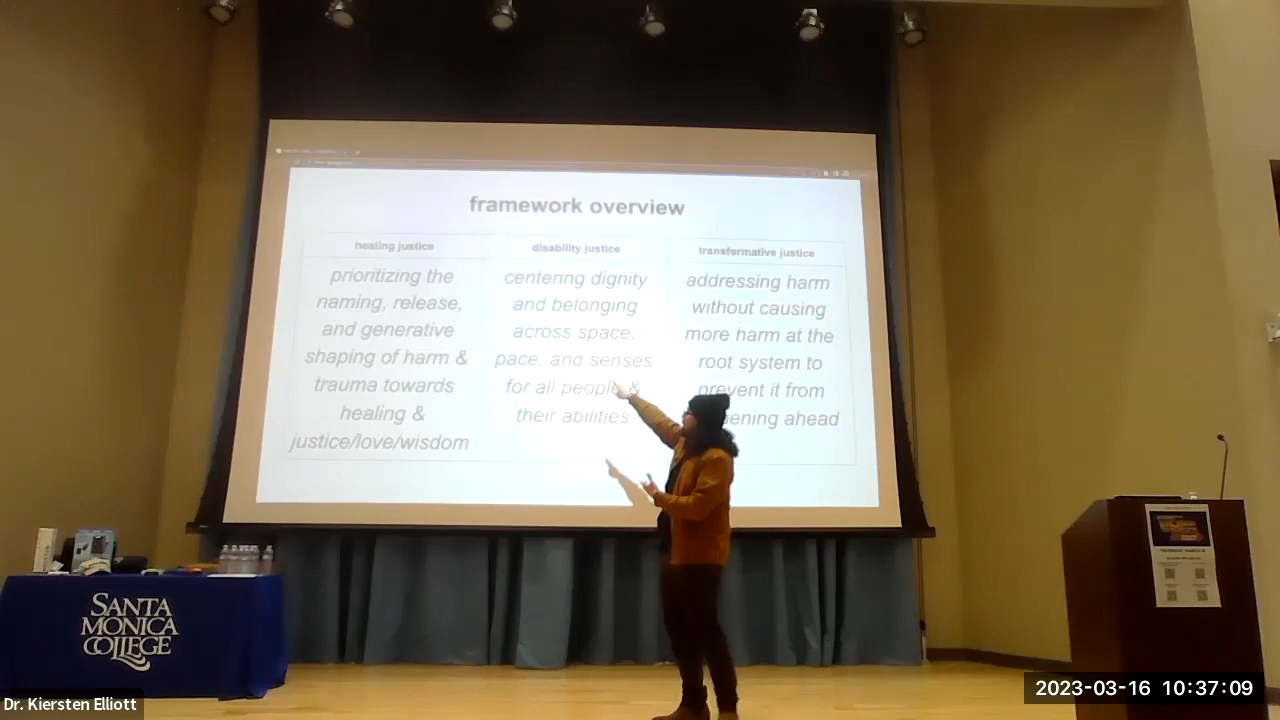 framework overview
healing justice
prioritizing the
naming, release,
and generative
shaping of harm &
trauma towards
healing &
justice/love/wisdom
disability justice
centering dignity
and belonging
across space,
pace, and senses
for all people &
their abilities
transformative justice
addressing harm
without causing
more harm at the
root system to
prevent it from
ening ahead
SANTA
MONICA
COLLEGE
Dr. Kiersten Elliott
2023-03-16 10:37:09